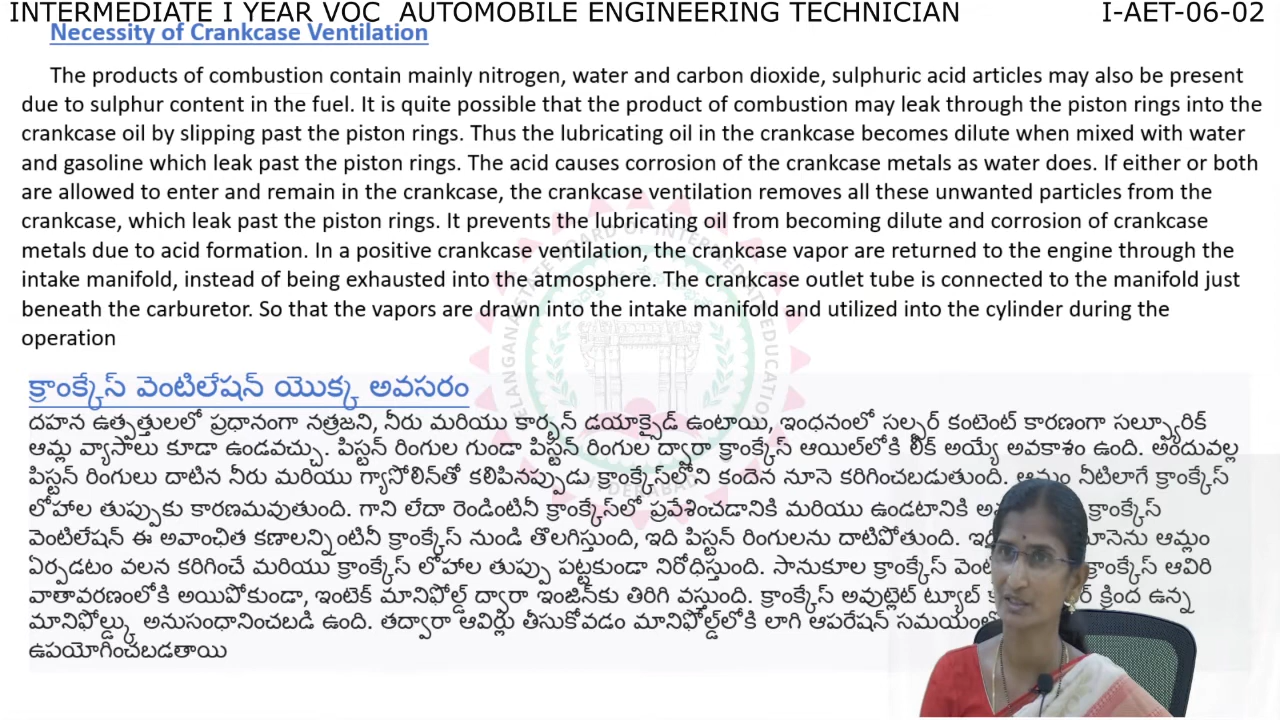 INTERMEDIATE I YEAR VOC AUTOMOBILE ENGINEERING TECHNICIAN I-AET-06-02
Necessity of Crankcase Ventilation
The products of combustion contain mainly nitrogen, water and carbon dioxide, sulphuric acid articles may also be present
due to sulphur content in the fuel. It is quite possible that the product of combustion may leak through the piston rings into the
crankcase oil by slipping past the piston rings. Thus the lubricating oil in the crankcase becomes dilute when mixed with water
and gasoline which leak past the piston rings. The acid causes corrosion of the crankcase metals as water does. If either or both
are allowed to enter and remain in the crankcase, the crankcase ventilation removes all these unwanted particles from the
crankcase, which leak past the piston rings. It prevents the lubricating oil from becoming dilute and corrosion of crankcase
metals due to acid formation. In a positive crankcase ventilation, the crankcase vapor are returned to the engine through the
intake manifold, instead of being exhausted into the atmosphere. The crankcase outlet tube is connected to the manifold just
beneath the carburetor. So that the vapors are drawn into the intake manifold and utilized into the cylinder during the
operation
క్రాంక్కేస్ వెంటిలేషన్ యొక్క అవసరం
దహన ఉత్పత్తులలో ప్రధానంగా నత్రజని, నీరు మరియు కార్బన్ డయాక్సైడ్ ఉంటాయి, ఇంధనంలో సల్ఫర్ కంటెంట్ కారణంగా సల్ఫ్యూరిక్
ఆమ్ల వ్యాసాలు కూడా ఉండవచ్చు. పిస్టన్ రింగుల గుండా పిస్టన్ రింగుల ద్వారా క్రాంక్కేస్ ఆయిల్‌లోకి లీక్ అయ్యే అవకాశం ఉంది. అందువల్ల
పిస్టన్ రింగులు దాటిన నీరు మరియు గ్యాసోలిన్‌తో కలిపినప్పుడు క్రాంక్కేస్‌లోని కందెన నూనె కరిగించబడుతుంది. ఆమ్లం నీటిలాగే క్రాంక్కేస్
లోహాల తుప్పుకు కారణమవుతుంది. గాని లేదా రెండింటినీ క్రాంక్కేస్‌లో ప్రవేశించడానికి మరియు ఉండటానికి క్రాంక్కేస్
వెంటిలేషన్ ఈ అవాంఛిత కణాలన్నింటినీ క్రాంక్కేస్ నుండి తొలగిస్తుంది, ఇది పిస్టన్ రింగులను దాటిపోతుంది. ఆమ్లం
ఏర్పడటం వలన కరిగించే మరియు క్రాంక్కేస్ లోహాల తుప్పు పట్టకుండా నిరోధిస్తుంది. సానుకూల క్రాంక్కేస్ క్రాంక్కేస్ ఆవిరి
వాతావరణంలోకి అయిపోకుండా, ఇంటెక్ మానిఫోల్డ్ ద్వారా ఇంజిన్‌కు తిరిగి వస్తుంది. క్రాంక్కేస్ అవుట్లెట్ ట్యూబ్ క్రింద ఉన్న
మానిఫోల్డ్కు అనుసంధానించబడి ఉంది. తద్వారా ఆవిర్లు తీసుకోవడం మానిఫోల్డ్‌లోకి లాగి ఆపరేషన్
ఉపయోగించబడతాయి